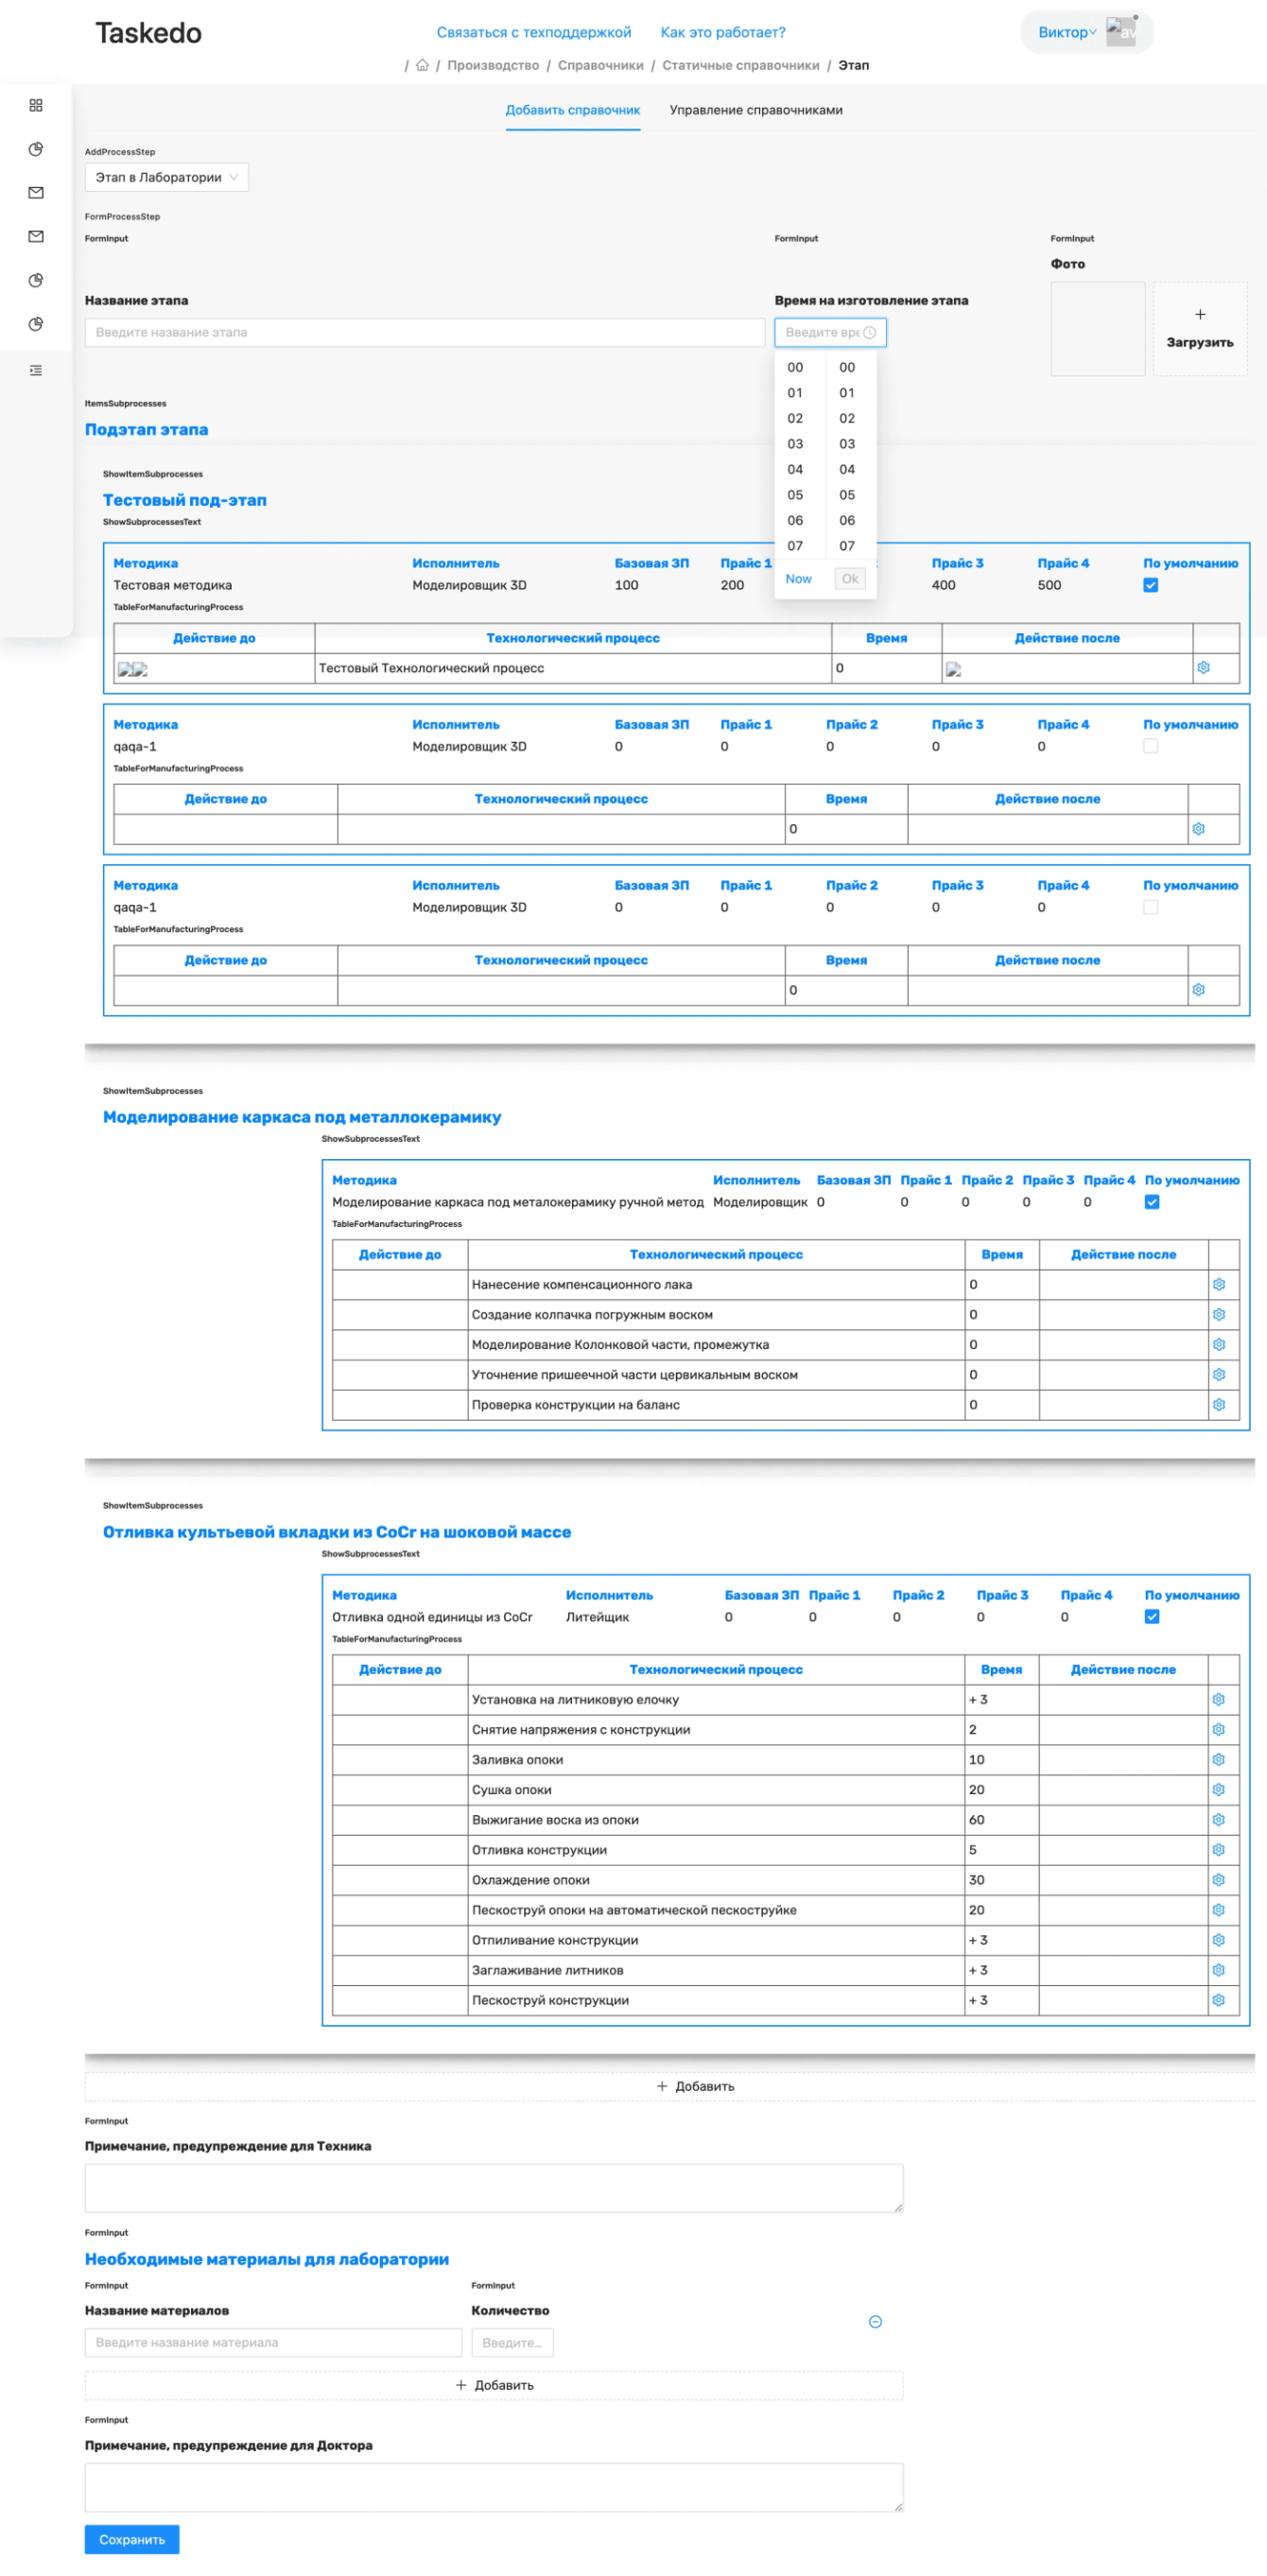 Taskedo
Связаться с техподдержкой Как это работает?
Виктор
av
/ / Производство / Справочники / Статичные справочники / Этап
Добавить справочник Управление справочниками
AddProcessStep
Этап в Лаборатории
FormProcessStep
FormInput FormInput FormInput
Фото
Название этапа Время на изготовление этапа
Введите название этапа Введите вре
+
Загрузить
00 00
01 01
02 02
03 03
04 04
05 05
06 06
07 07
Now Ok
ItemsSubprocesses
Подэтап этапа
ShowItemSubprocesses
Тестовый под-этап
ShowSubprocessesText
Методика Исполнитель Базовая ЗП Прайс 1 Прайс 3 Прайс 4 По умолчанию
Тестовая методика Моделировщик 3D 100 200 400 500
TableForManufacturingProcess
Действие до Технологический процесс Время Действие после
Тестовый Технологический процесс 0
Методика Исполнитель Базовая ЗП Прайс 1 Прайс 2 Прайс 3 Прайс 4 По умолчанию
qaqa-1 Моделировщик 3D 0 0 0 0 0
TableForManufacturingProcess
Действие до Технологический процесс Время Действие после
0
Методика Исполнитель Базовая ЗП Прайс 1 Прайс 2 Прайс 3 Прайс 4 По умолчанию
qaqa-1 Моделировщик 3D 0 0 0 0 0
TableForManufacturingProcess
Действие до Технологический процесс Время Действие после
0
ShowItemSubprocesses
Моделирование каркаса под металлокерамику
ShowSubprocessesText
Методика Исполнитель Базовая ЗП Прайс 1 Прайс 2 Прайс 3 Прайс 4 По умолчанию
Моделирование каркаса под металокерамику ручной метод Моделировщик 0 0 0 0 0
TableForManufacturingProcess
Действие до Технологический процесс Время Действие после
Нанесение компенсационного лака 0
Создание колпачка погружным воском 0
Моделирование Колонковой части, промежутка 0
Уточнение пришеечной части цервикальным воском 0
Проверка конструкции на баланс 0
ShowItemSubprocesses
Отливка культьевой вкладки из CoCr на шоковой массе
ShowSubprocessesText
Методика Исполнитель Базовая ЗП Прайс 1 Прайс 2 Прайс 3 Прайс 4 По умолчанию
Отливка одной единицы из CoCr Литейщик 0 0 0 0 0
TableForManufacturingProcess
Действие до Технологический процесс Время Действие после
Установка на литниковую елочку + 3
Снятие напряжения с конструкции 2
Заливка опоки 10
Сушка опоки 20
Выжигание воска из опоки 60
Отливка конструкции 5
Охлаждение опоки 30
Пескоструй опоки на автоматической пескоструйке 20
Отпиливание конструкции + 3
Заглаживание литников + 3
Пескоструй конструкции + 3
+ Добавить
FormInput
Примечание, предупреждение для Техника
FormInput
Необходимые материалы для лаборатории
FormInput FormInput
Название материалов Количество
Введите название материала Введите...
+ Добавить
FormInput
Примечание, предупреждение для Доктора
Сохранить